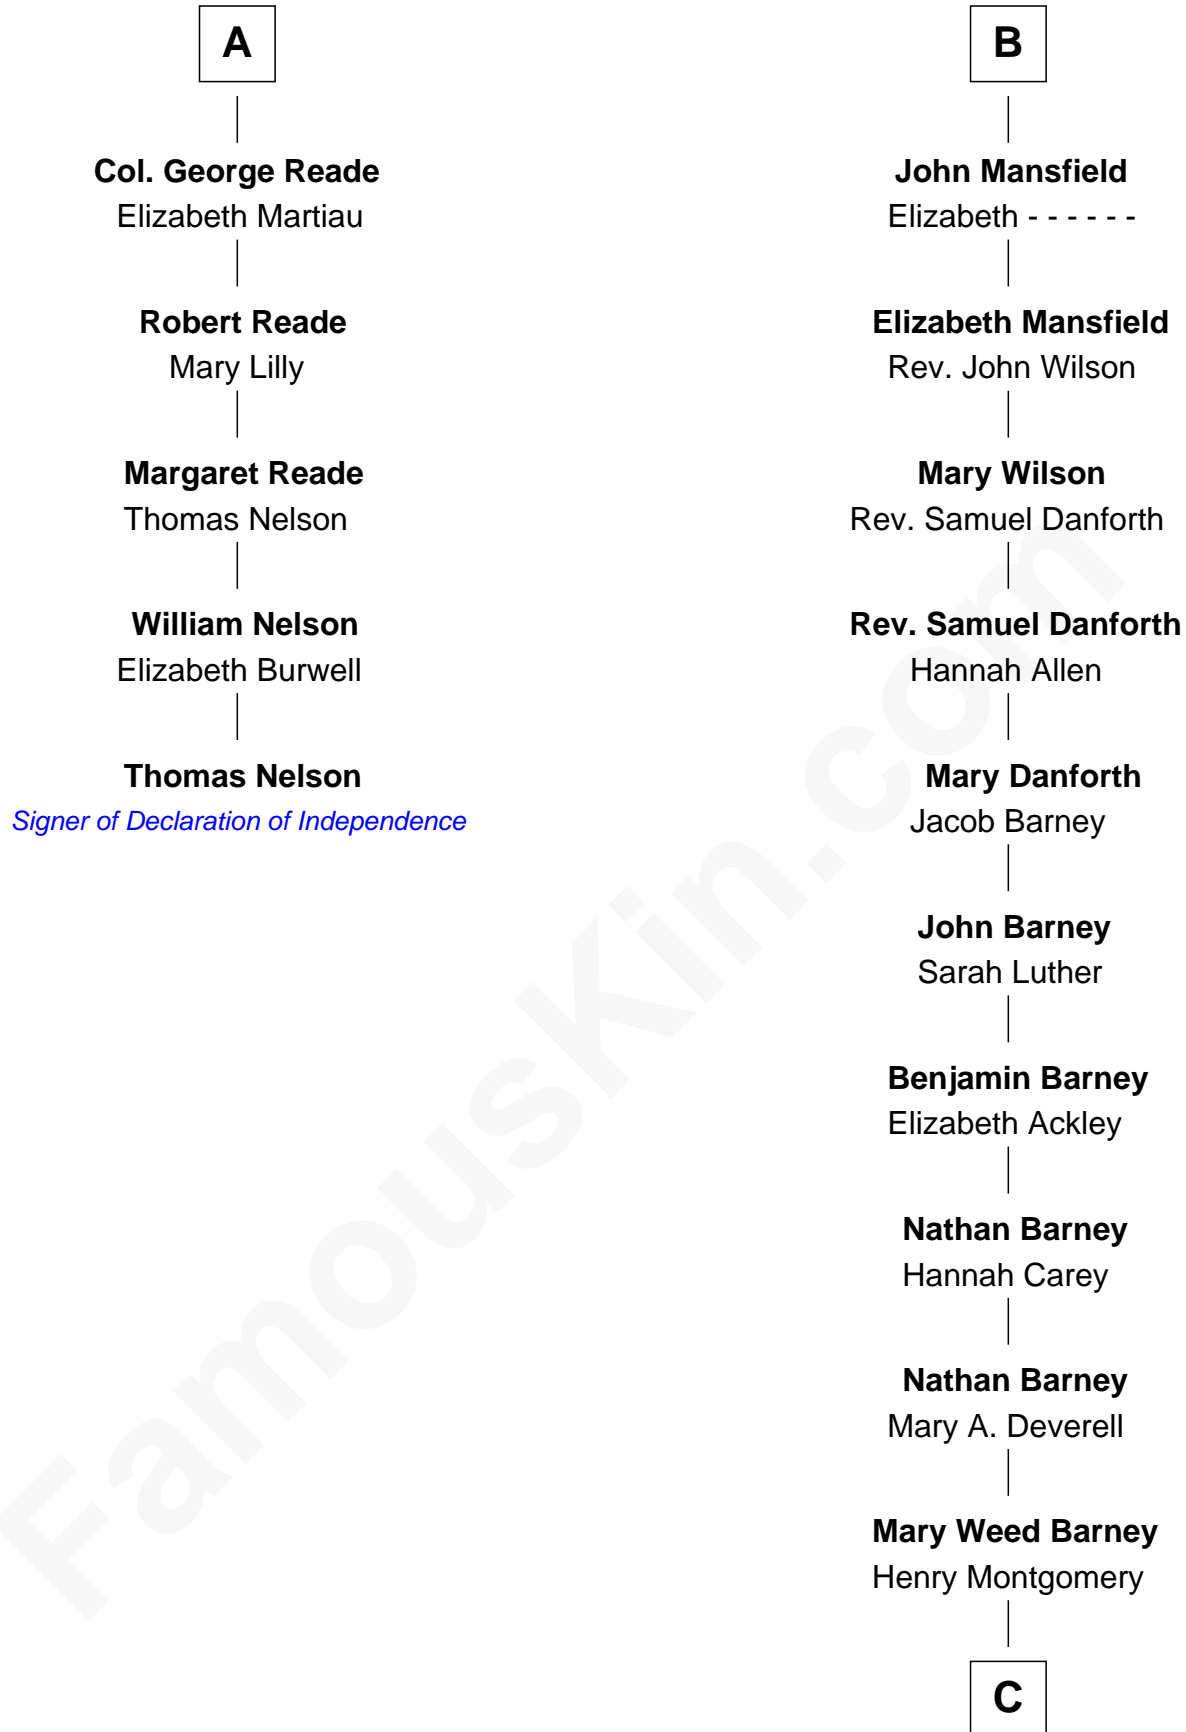 A
Col. George Reade
Elizabeth Martiau
Robert Reade
Mary Lilly
Margaret Reade
Thomas Nelson
William Nelson
Elizabeth Burwell
Thomas Nelson
Signer of Declaration of Independence
B
John Mansfield
Elizabeth - - - - - -
Elizabeth Mansfield
Rev. John Wilson
Mary Wilson
Rev. Samuel Danforth
Rev. Samuel Danforth
Hannah Allen
Mary Danforth
Jacob Barney
John Barney
Sarah Luther
Benjamin Barney
Elizabeth Ackley
Nathan Barney
Hannah Carey
Nathan Barney
Mary A. Deverell
Mary Weed Barney
Henry Montgomery
C
FamousKin.com